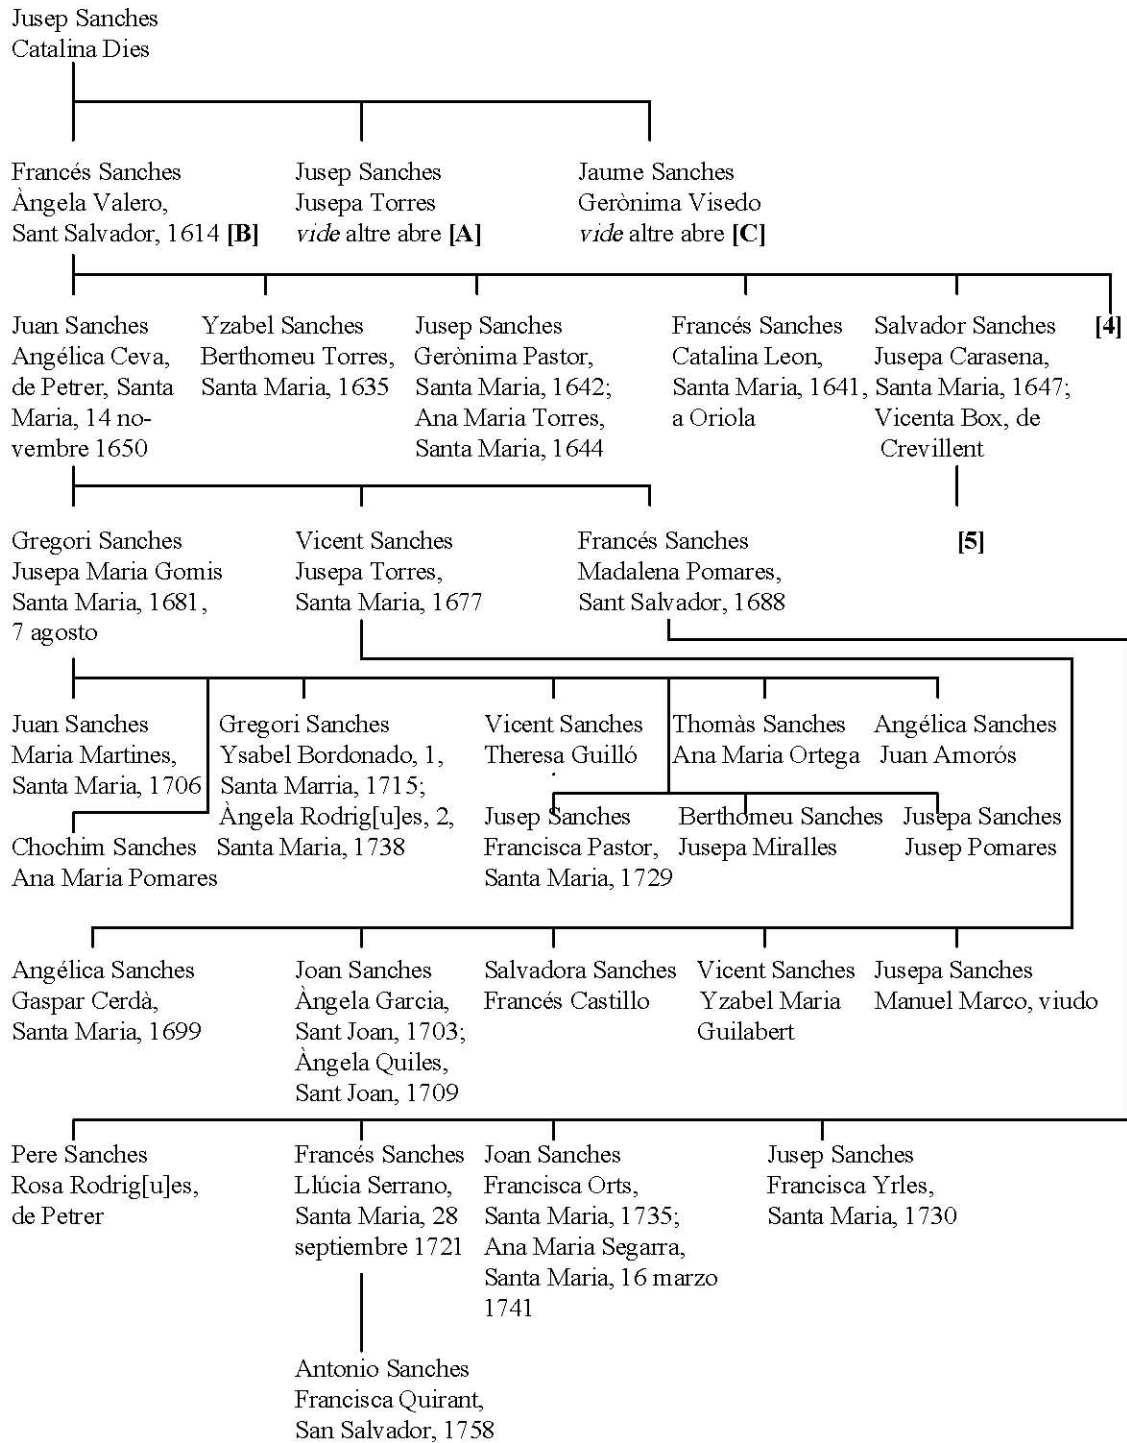 Jusep Sanches
Catalina Dies
Francés Sanches
Àngela Valero,
Sant Salvador, 1614 [B]
Jusep Sanches
Jusepa Torres
vide altre abre [A]
Jaume Sanches
Gerònima Visedo
vide altre abre [C]
Juan Sanches
Angélica Ceva,
de Petrer, Santa
Maria, 14 no-
vembre 1650
Yzabel Sanches
Berthomeu Torres,
Santa Maria, 1635
Jusep Sanches
Gerònima Pastor,
Santa Maria, 1642;
Ana Maria Torres,
Santa Maria, 1644
Francés Sanches
Catalina Leon,
Santa Maria, 1641,
a Oriola
Salvador Sanches
Jusepa Carasena,
Santa Maria, 1647;
Vicenta Box, de
Crevillent
[4]
Gregori Sanches
Jusepa Maria Gomis
Santa Maria, 1681,
7 agosto
Vicent Sanches
Jusepa Torres,
Santa Maria, 1677
Francés Sanches
Madalena Pomares,
Sant Salvador, 1688
[5]
Juan Sanches
Maria Martines,
Santa Maria, 1706
Gregori Sanches
Ysabel Bordonado, 1,
Santa Marria, 1715;
Àngela Rodrig[u]es, 2,
Santa Maria, 1738
Vicent Sanches
Theresa Guilló
Thomàs Sanches
Ana Maria Ortega
Angélica Sanches
Juan Amorós
Chochim Sanches
Ana Maria Pomares
Jusep Sanches
Francisca Pastor,
Santa Maria, 1729
Berthomeu Sanches
Jusepa Miralles
Jusepa Sanches
Jusep Pomares
Angélica Sanches
Gaspar Cerdà,
Santa Maria, 1699
Joan Sanches
Àngela Garcia,
Sant Joan, 1703;
Àngela Quiles,
Sant Joan, 1709
Salvadora Sanches
Francés Castillo
Vicent Sanches
Yzabel Maria
Guilabert
Jusepa Sanches
Manuel Marco, viudo
Pere Sanches
Rosa Rodrig[u]es,
de Petrer
Francés Sanches
Llúcia Serrano,
Santa Maria, 28
septiembre 1721
Joan Sanches
Francisca Orts,
Santa Maria, 1735;
Ana Maria Segarra,
Santa Maria, 16 marzo
1741
Jusep Sanches
Francisca Yrles,
Santa Maria, 1730
Antonio Sanches
Francisca Quirant,
San Salvador, 1758